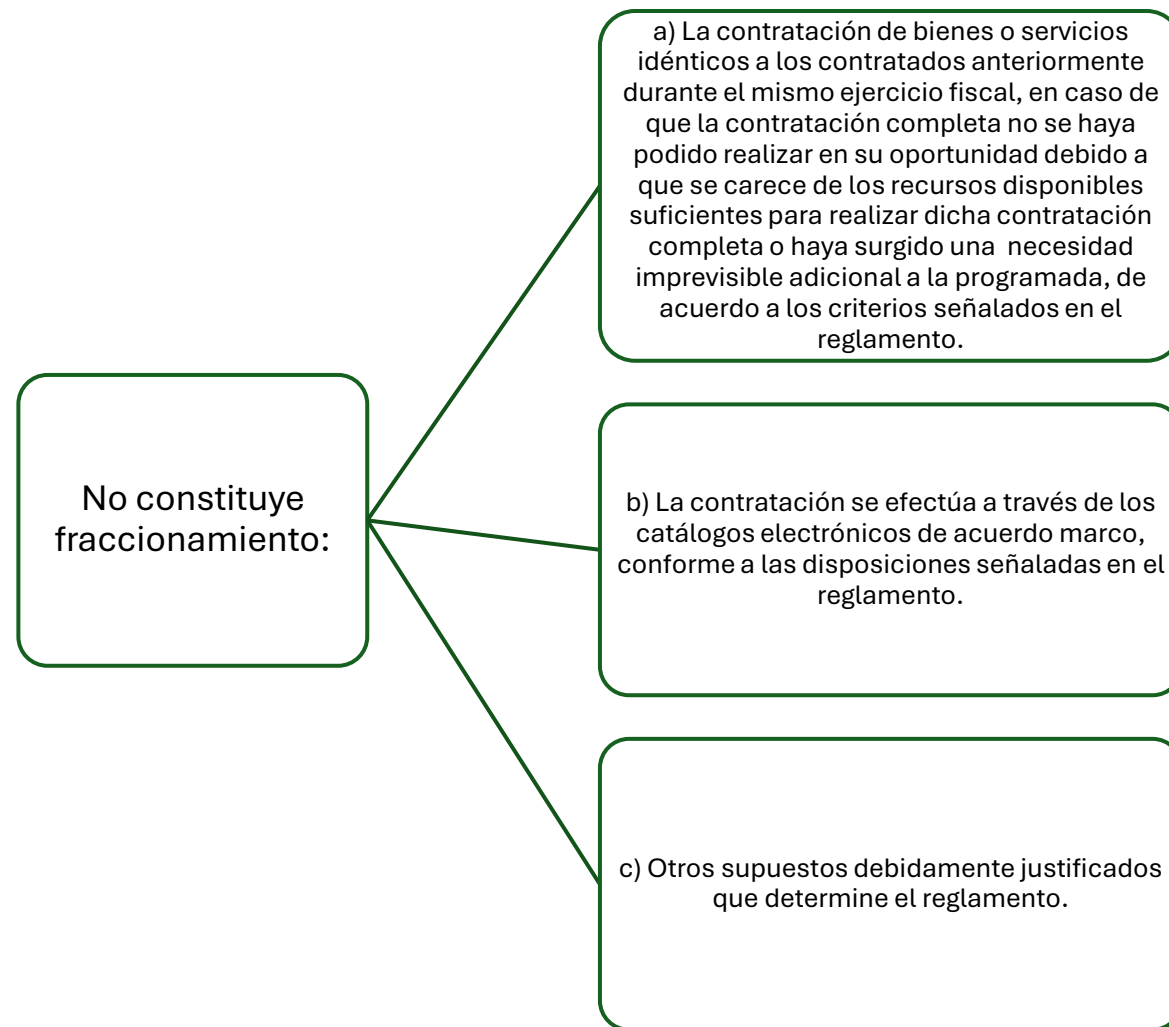 No constituye
fraccionamiento:
a) La contratación de bienes o servicios
idénticos a los contratados anteriormente
durante el mismo ejercicio fiscal, en caso de
que la contratación completa no se haya
podido realizar en su oportunidad debido a
que se carece de los recursos disponibles
suficientes para realizar dicha contratación
completa o haya surgido una necesidad
imprevisible adicional a la programada, de
acuerdo a los criterios señalados en el
reglamento.
b) La contratación se efectúa a través de los
catálogos electrónicos de acuerdo marco,
conforme a las disposiciones señaladas en el
reglamento.
c) Otros supuestos debidamente justificados
que determine el reglamento.